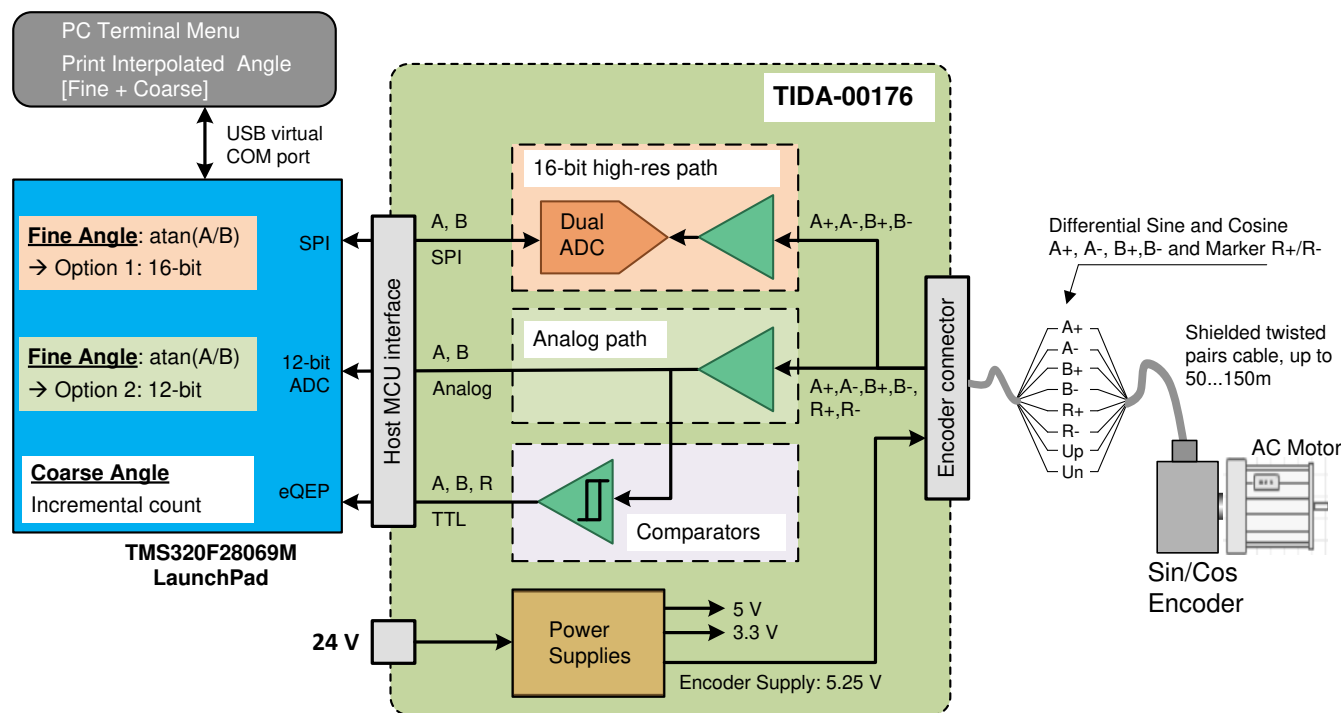 PC Terminal Menu
Print Interpolated Angle
[Fine + Coarse]
USB virtual
COM port
TIDA-00176
16-bit high-res path
Dual
ADC
A, B
SPI
A+,A-,B+,B-
Fine Angle: atan(A/B)
→ Option 1: 16-bit
SPI
Fine Angle: atan(A/B)
→ Option 2: 12-bit
12-bit
ADC
Coarse Angle
Incremental count
eQEP
TMS320F28069M
LaunchPad
Host MCU interface
Analog path
A, B
Analog
A+,A-,B+,B-,
R+,R-
A, B, R
TTL
Comparators
24 V
Power
Supplies
5 V
3.3 V
Encoder Supply: 5.25 V
Encoder connector
Differential Sine and Cosine
A+, A-, B+,B- and Marker R+/R-
A+
A-
B+
B-
R+
R-
Up
Un
Shielded twisted
pairs cable, up to
50...150m
AC Motor
Sin/Cos
Encoder